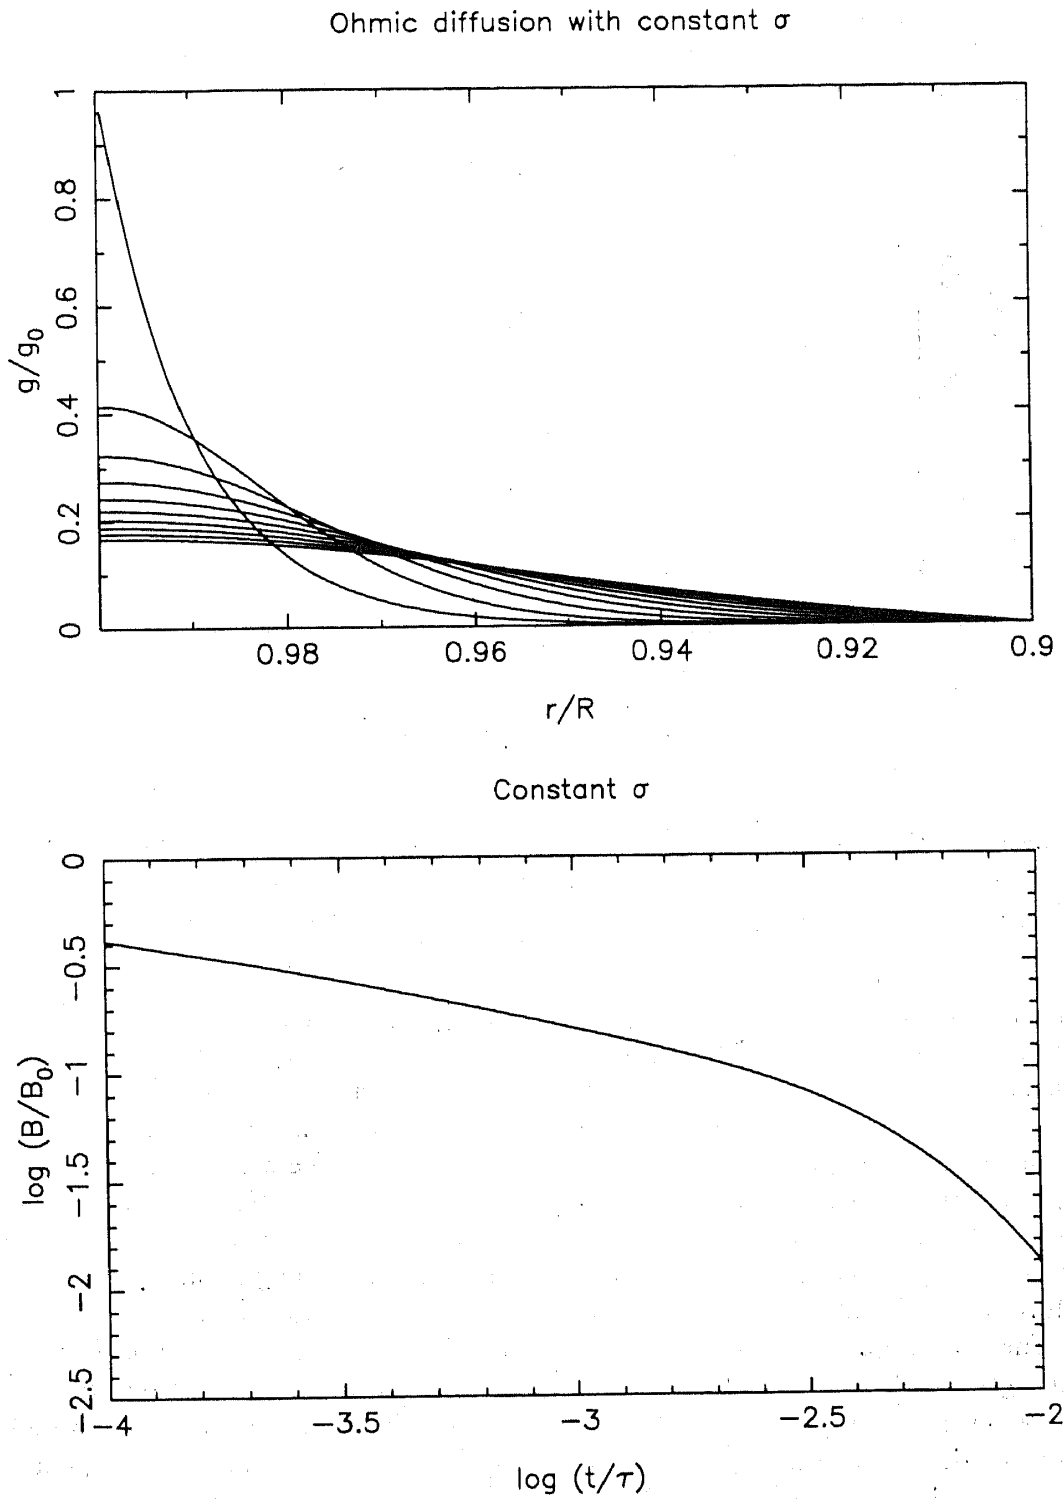 Ohmic diffusion with constant σ
1
0.8
0.6
0.4
0.2
0
g/g₀
0.98 0.96 0.94 0.92 0.9
r/R
Constant σ
0
−0.5
−1
−1.5
−2
−2.5
log (B/B₀)
−4 −3.5 −3 −2.5 −2
log (t/τ)